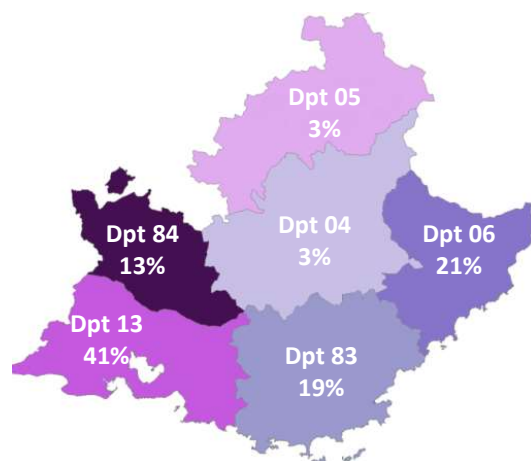 Dpt 05
3%
Dpt 84
13%
Dpt 04
3%
Dpt 06
21%
Dpt 13
41%
Dpt 83
19%